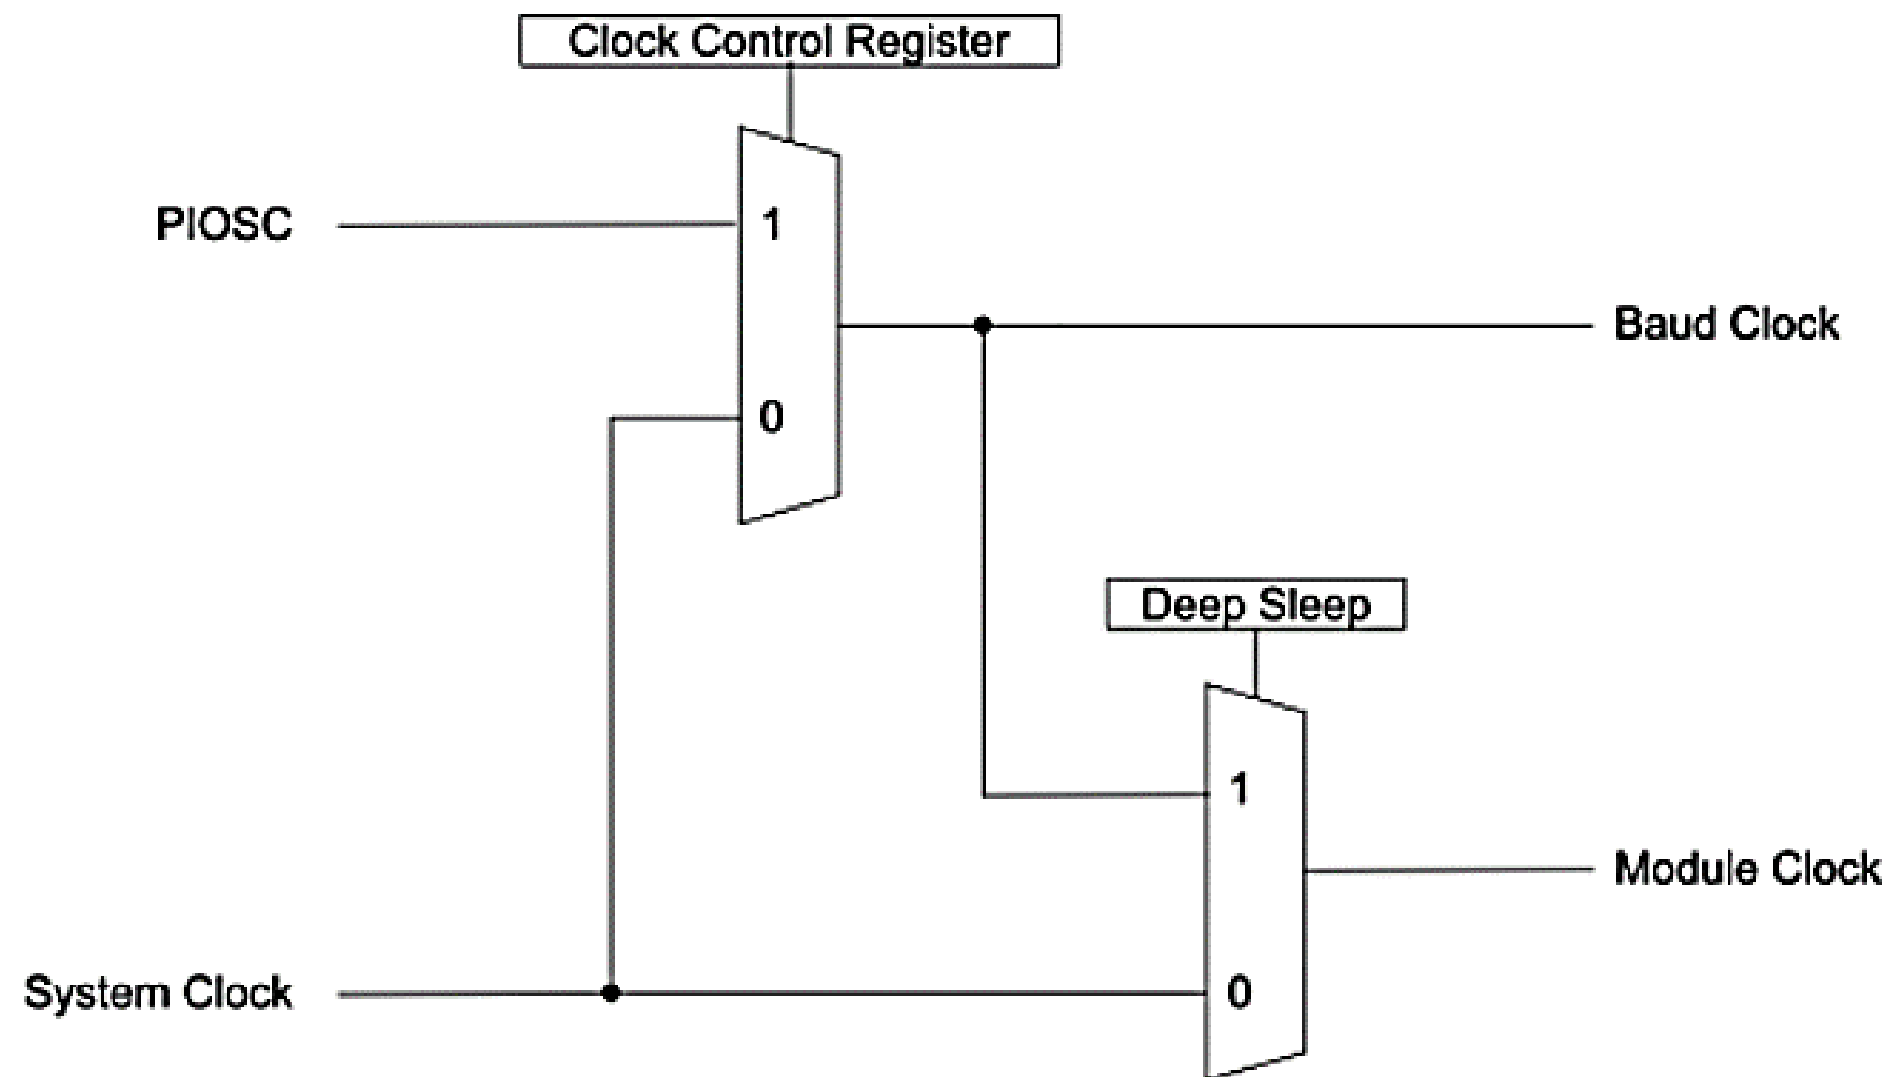 Clock Control Register
PIOSC
1
0
Baud Clock
Deep Sleep
1
Module Clock
System Clock
0